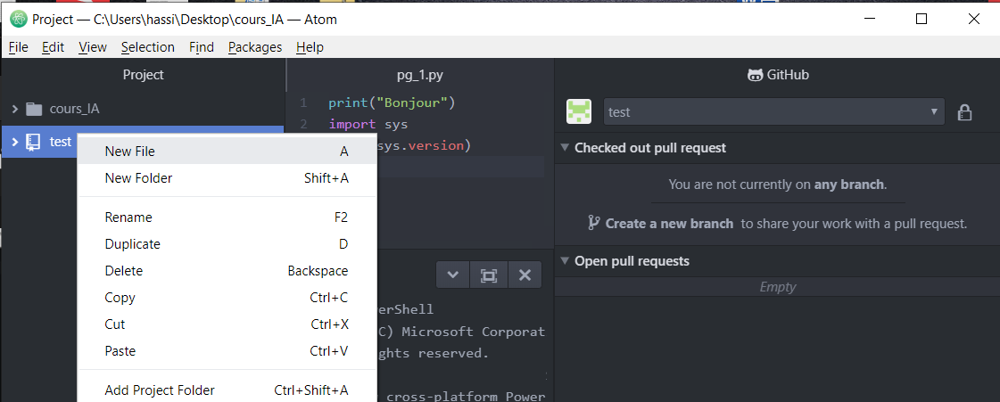 Project — C:\Users\hassi\Desktop\cours_IA — Atom
File Edit View Selection Find Packages Help
Project
cours_IA
test
New File A
New Folder Shift+A
Rename F2
Duplicate D
Delete Backspace
Copy Ctrl+C
Cut Ctrl+X
Paste Ctrl+V
Add Project Folder Ctrl+Shift+A
pg_1.py
1 print("Bonjour")
2 import sys
sys.version)
erShell
C) Microsoft Corporat
ghts reserved.
cross-platform Power
GitHub
test
Checked out pull request
You are not currently on any branch.
Create a new branch to share your work with a pull request.
Open pull requests
Empty